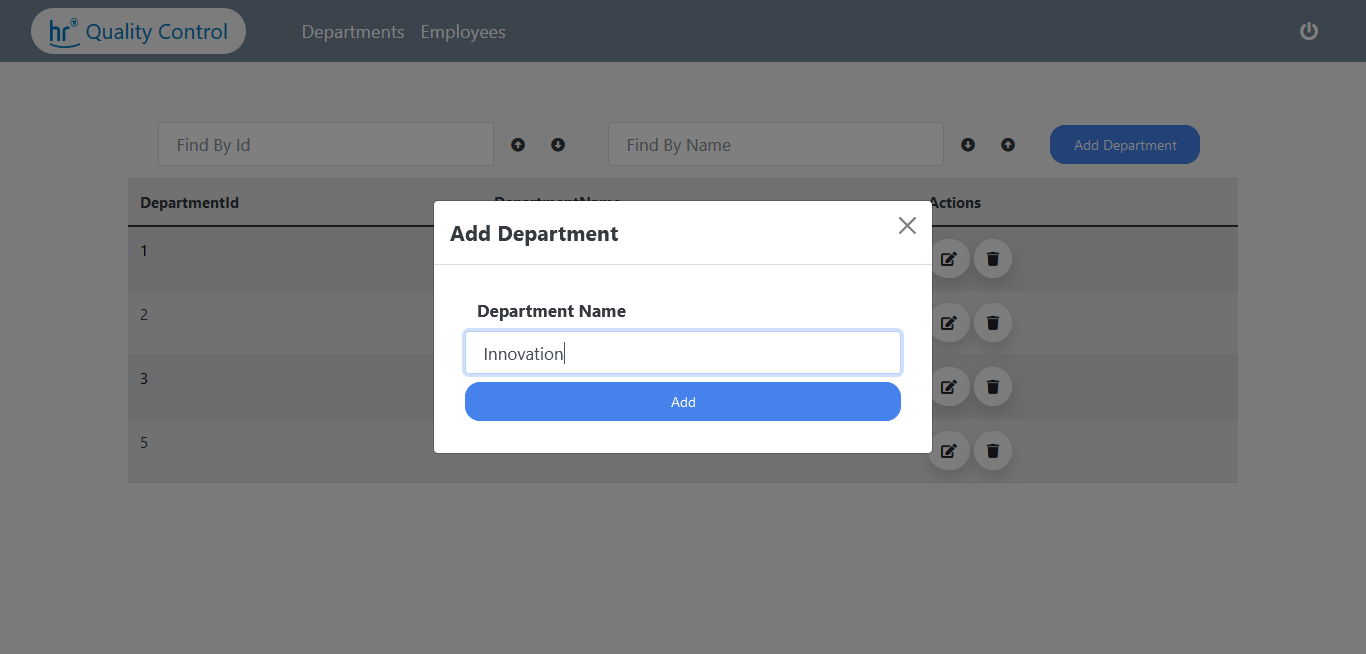 hr Quality Control
Departments Employees
Find By Id
Find By Name
Add Department
DepartmentId
DepartmentName
Actions
1
2
3
5
Add Department
Department Name
Innovation
Add